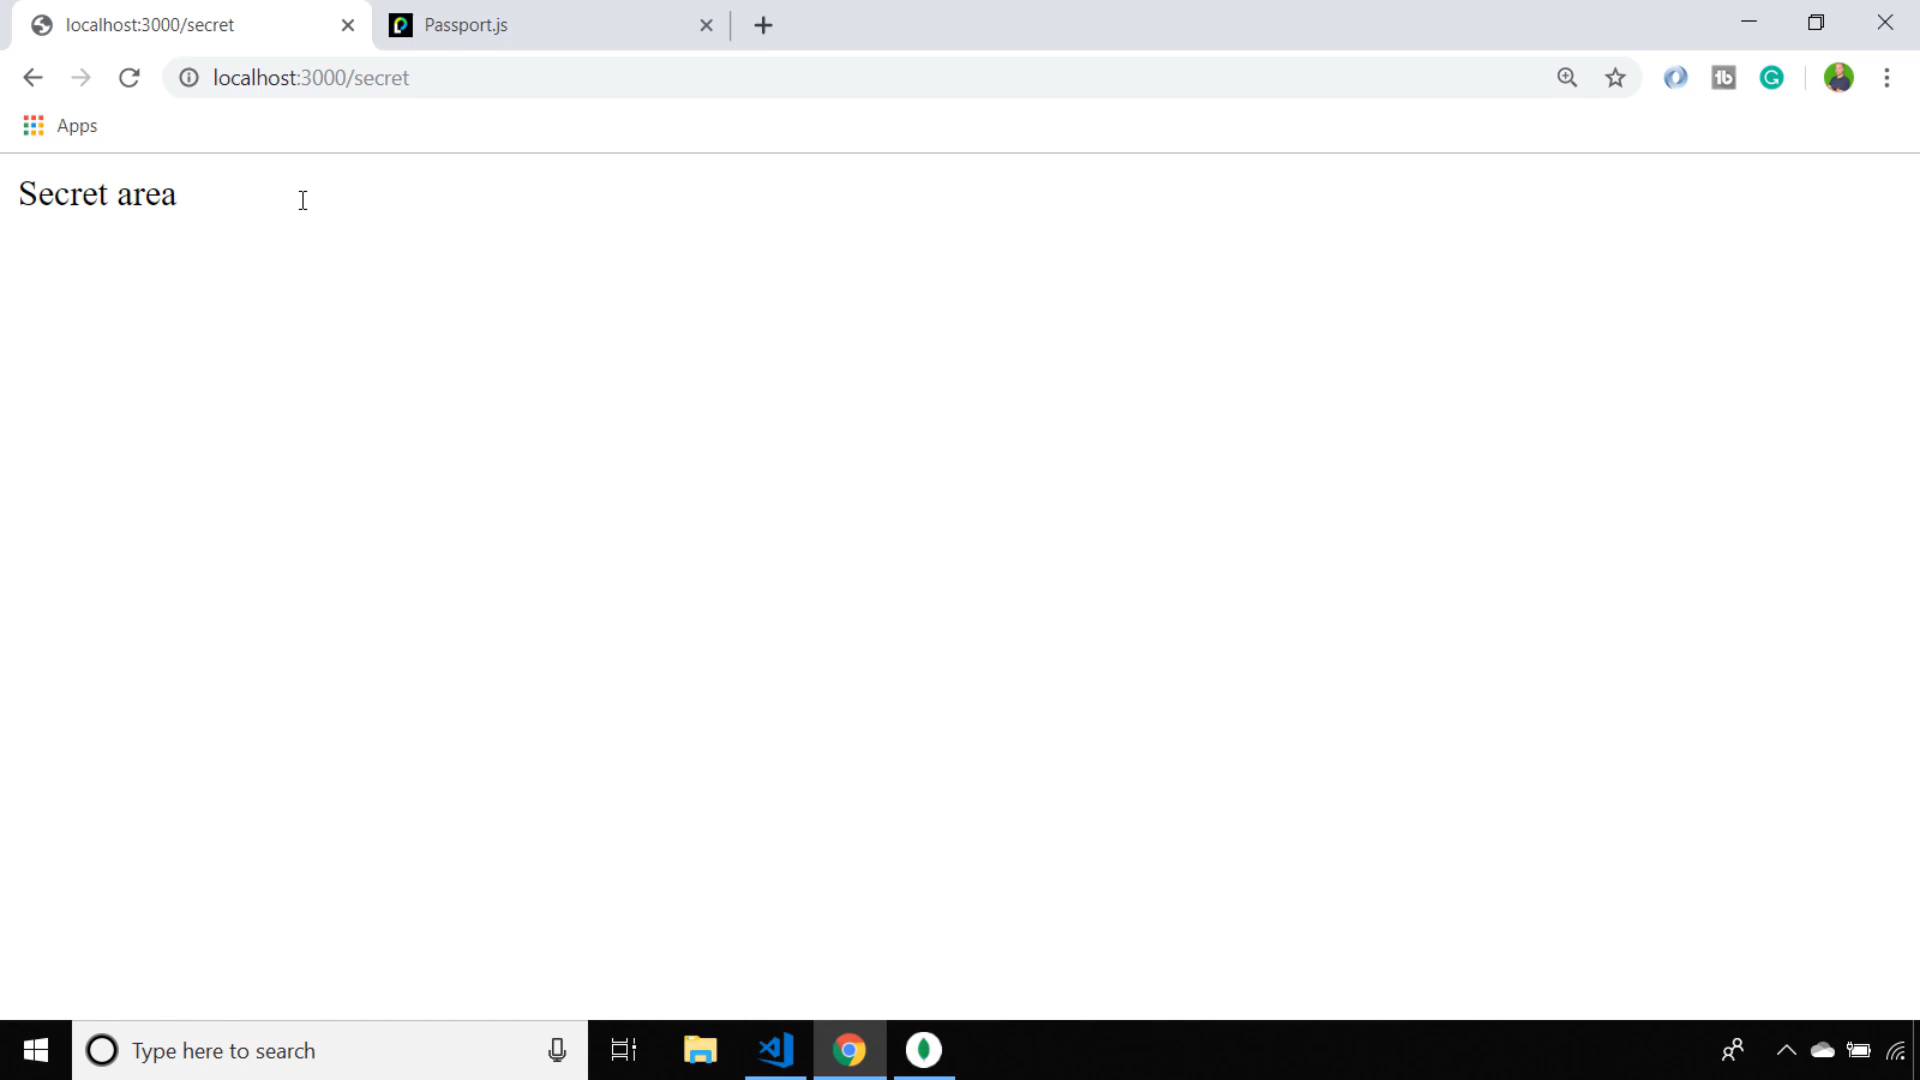 localhost:3000/secret
Passport.js
localhost:3000/secret
Apps
Secret area
Type here to search